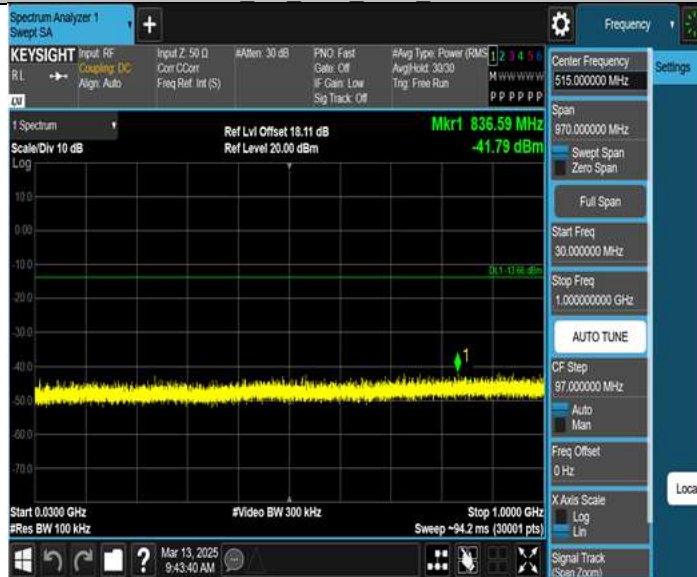 Spectrum Analyzer 1
Swept SA
Frequency
KEYSIGHT
RL
Input: RF
Coupling: DC
Align: Auto
Input Z: 50 Ω
Corr CCorr
Freq Ref: Int (S)
#Atten: 30 dB
PNO: Fast
Gate: Off
IF Gain: Low
Sig Track: Off
#Avg Type: Power (RMS
Avg|Hold: 30/30
Trig: Free Run
1 2 3 4 5 6
M W W W W W
P P P P P P
1 Spectrum
Scale/Div 10 dB
Log
Ref Lvl Offset 18.11 dB
Ref Level 20.00 dBm
Mkr1 836.59 MHz
-41.79 dBm
10.0
0.00
-10.0
DL1 -13.66 dBm
-20.0
-30.0
-40.0
1
-50.0
-60.0
-70.0
Start 0.0300 GHz
#Res BW 100 kHz
#Video BW 300 kHz
Stop 1.0000 GHz
Sweep ~94.2 ms (30001 pts)
?
Mar 13, 2025
9:43:40 AM
Center Frequency
515.000000 MHz
Settings
Span
970.000000 MHz
Swept Span
Zero Span
Full Span
Start Freq
30.000000 MHz
Stop Freq
1.000000000 GHz
AUTO TUNE
CF Step
97.000000 MHz
Auto
Man
Freq Offset
0 Hz
X Axis Scale
Log
Lin
Loca
Signal Track
(Span Zoom)